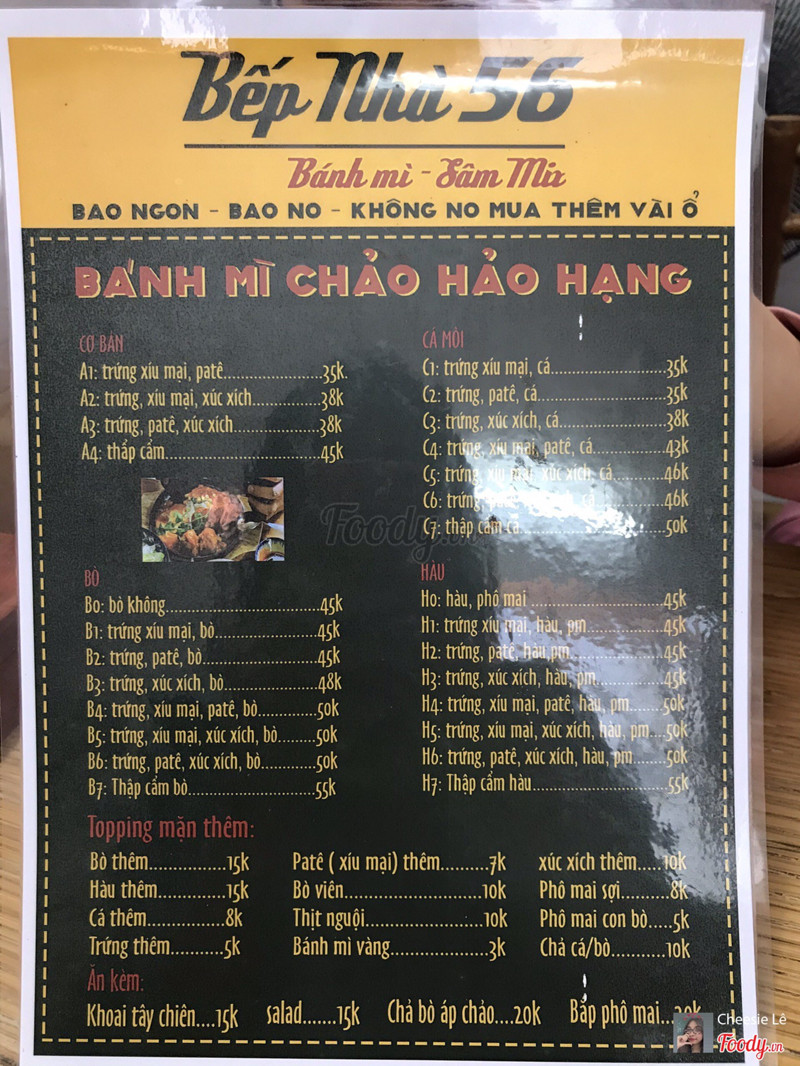 Bếp Nhà 56
Bánh mì - Sâm Mix
BAO NGON - BAO NO - KHÔNG NO MUA THÊM VÀI Ổ
BÁNH MÌ CHẢO HẢO HẠNG
CƠ BẢN
A1: trứng xíu mại, patê......................35k.
A2: trứng, xíu mại, xúc xích...............38k
A3: trứng, patê, xúc xích...................38k
A4: thập cẩm..................................45k
CÁ MÒI
C1: trứng xíu mại, cá.........................35k
C2: trứng, patê, cá............................35k
C3: trứng, xúc xích, cá.......................38k
C4: trứng, xíu mại, patê, cá................43k
C5: trứng, xíu mại, xúc xích, cá..........46k
C6: trứng, patê, xúc xích, cá..............46k
C7: thập cẩm cá...............................50k
Foody.vn
BÒ
B0: bò không..................................45k
B1: trứng xíu mại, bò.......................45k
B2: trứng, patê, bò..........................45k
B3: trứng, xúc xích, bò.....................48k
B4: trứng, xíu mại, patê, bò.............50k
B5: trứng, xíu mại, xúc xích, bò........50k
B6: trứng, patê, xúc xích, bò............50k
B7: Thập cẩm bò.............................55k
HÀU
H0: hàu, phô mai ............................45k
H1: trứng xíu mại, hàu, pm................45k
H2: trứng, patê, hàu,pm....................45k
H3: trứng, xúc xích, hàu, pm..............45k
H4: trứng, xíu mại, patê, hàu, pm......50k
H5: trứng, xíu mại, xúc xích, hàu, pm....50k
H6: trứng, patê, xúc xích, hàu, pm.......50k
H7: Thập cẩm hàu............................55k
Topping mặn thêm:
Bò thêm................15k
Patê ( xíu mại) thêm..........7k
xúc xích thêm.....10k
Hàu thêm..............15k
Bò viên............................10k
Phô mai sợi..........8k
Cá thêm................8k
Thịt nguội........................10k
Phô mai con bò.....5k
Trứng thêm...........5k
Bánh mì vàng....................3k
Chả cá/bò...........10k
Ăn kèm:
Khoai tây chiên....15k
salad.......15k
Chả bò áp chảo....20k
Bắp phô mai...20k
Cheesie Lê
Foody.vn